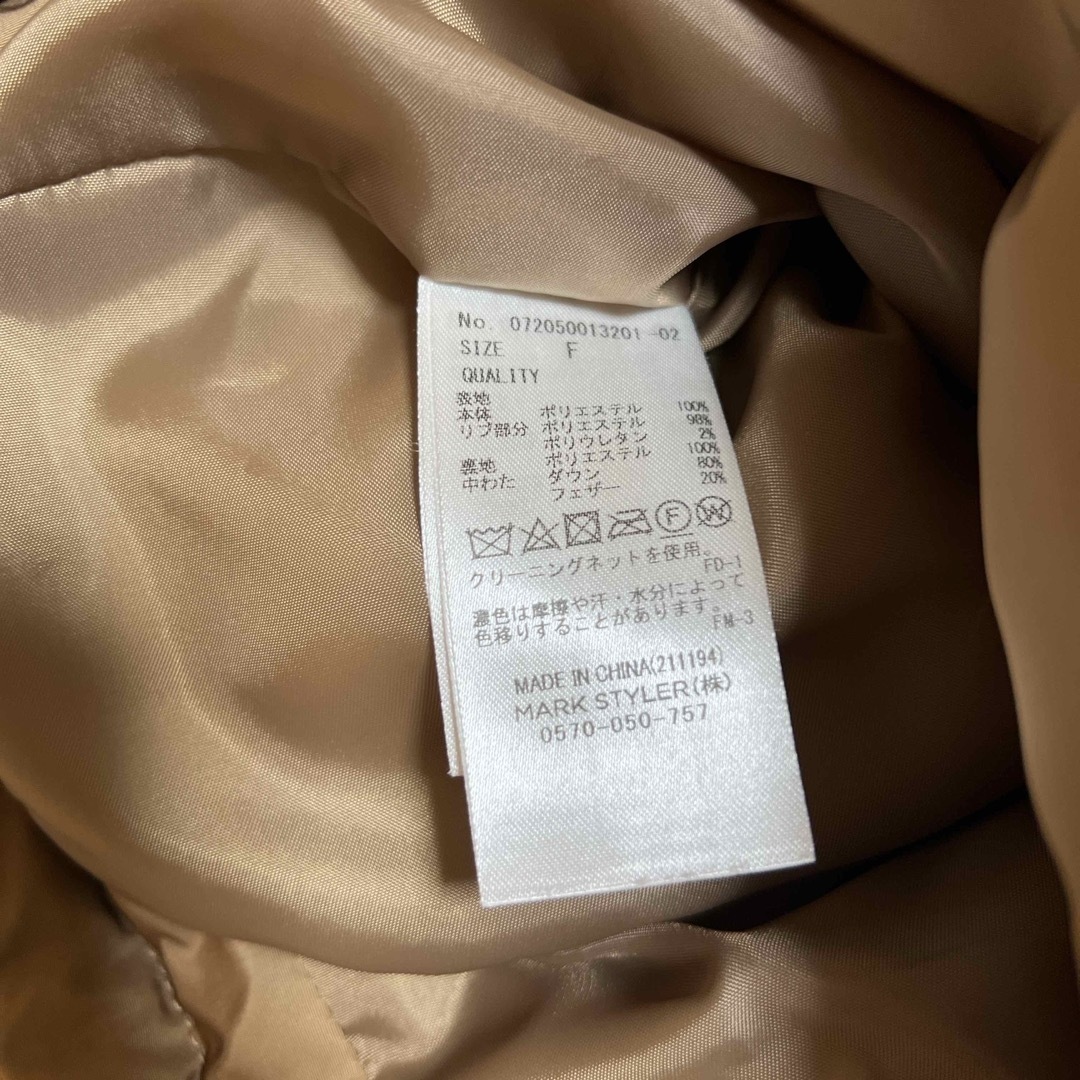 No. 072050013201-02
SIZE F
QUALITY
表地
本体 ポリエステル 100%
リブ部分 ポリエステル 98%
ポリウレタン 2%
裏地 ポリエステル 100%
中わた ダウン 80%
フェザー 20%
F W
クリーニングネットを使用。
FD-1
濃色は摩擦や汗・水分によって
色移りすることがあります。
FM-3
MADE IN CHINA(211194)
MARK STYLER(株)
0570-050-757